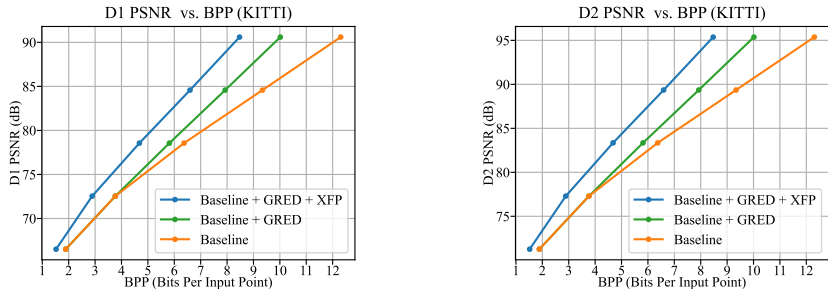 D1 PSNR vs. BPP (KITTI)
D1 PSNR (dB)
90
85
80
75
70
Baseline + GRED + XFP
Baseline + GRED
Baseline
1 2 3 4 5 6 7 8 9 10 11 12
BPP (Bits Per Input Point)
D2 PSNR vs. BPP (KITTI)
D2 PSNR (dB)
95
90
85
80
75
Baseline + GRED + XFP
Baseline + GRED
Baseline
1 2 3 4 5 6 7 8 9 10 11 12
BPP (Bits Per Input Point)